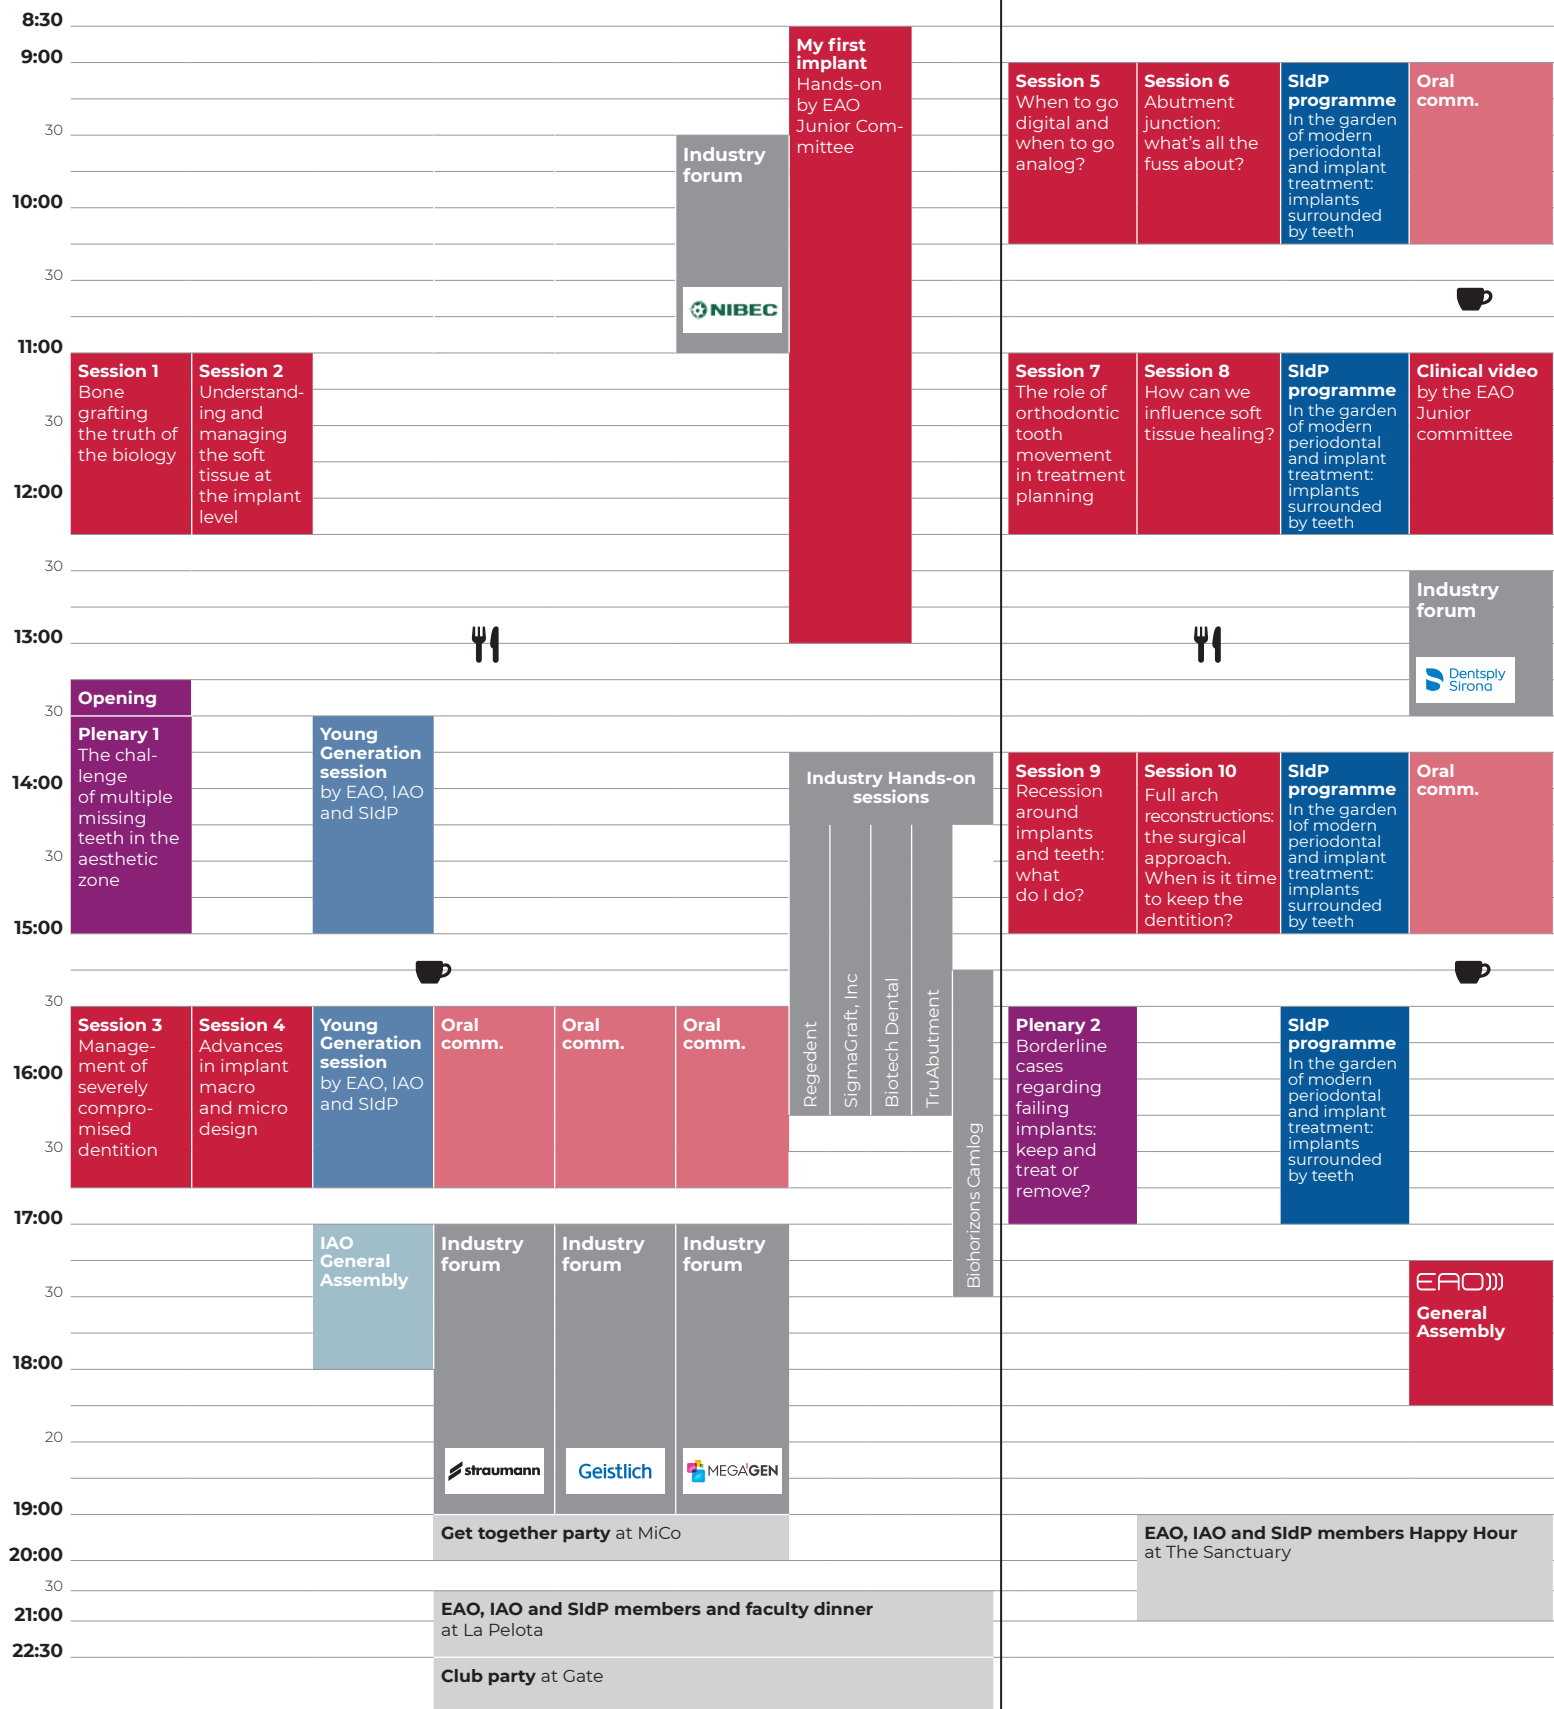 8:30
9:00
30
10:00
30
11:00
30
12:00
30
13:00
30
14:00
30
15:00
30
16:00
30
17:00
30
18:00
20
19:00
20:00
30
21:00
22:30
My first
implant
Hands-on
by EAO
Junior Com-
mittee
Industry
forum
NIBEC
Session 1
Bone
grafting
the truth of
the biology
Session 2
Understand-
ing and
managing
the soft
tissue at
the implant
level
Opening
Plenary 1
The chal-
lenge
of multiple
missing
teeth in the
aesthetic
zone
Young
Generation
session
by EAO, IAO
and SIdP
Industry Hands-on
sessions
Regedent
SigmaGraft, Inc
Biotech Dental
TruAbutment
Biohorizons Camlog
Session 3
Manage-
ment of
severely
compro-
mised
dentition
Session 4
Advances
in implant
macro
and micro
design
Young
Generation
session
by EAO, IAO
and SIdP
Oral
comm.
Oral
comm.
Oral
comm.
IAO
General
Assembly
Industry
forum
straumann
Industry
forum
Geistlich
Industry
forum
MEGA'GEN
Get together party at MiCo
EAO, IAO and SIdP members and faculty dinner
at La Pelota
Club party at Gate
Session 5
When to go
digital and
when to go
analog?
Session 6
Abutment
junction:
what's all the
fuss about?
SIdP
programme
In the garden
of modern
periodontal
and implant
treatment:
implants
surrounded
by teeth
Oral
comm.
Session 7
The role of
orthodontic
tooth
movement
in treatment
planning
Session 8
How can we
influence soft
tissue healing?
SIdP
programme
In the garden
of modern
periodontal
and implant
treatment:
implants
surrounded
by teeth
Clinical video
by the EAO
Junior
committee
Industry
forum
Dentsply
Sirona
Session 9
Recession
around
implants
and teeth:
what
do I do?
Session 10
Full arch
reconstructions:
the surgical
approach.
When is it time
to keep the
dentition?
SIdP
programme
In the garden
Iof modern
periodontal
and implant
treatment:
implants
surrounded
by teeth
Oral
comm.
Plenary 2
Borderline
cases
regarding
failing
implants:
keep and
treat or
remove?
SIdP
programme
In the garden
of modern
periodontal
and implant
treatment:
implants
surrounded
by teeth
EAO)))
General
Assembly
EAO, IAO and SIdP members Happy Hour
at The Sanctuary